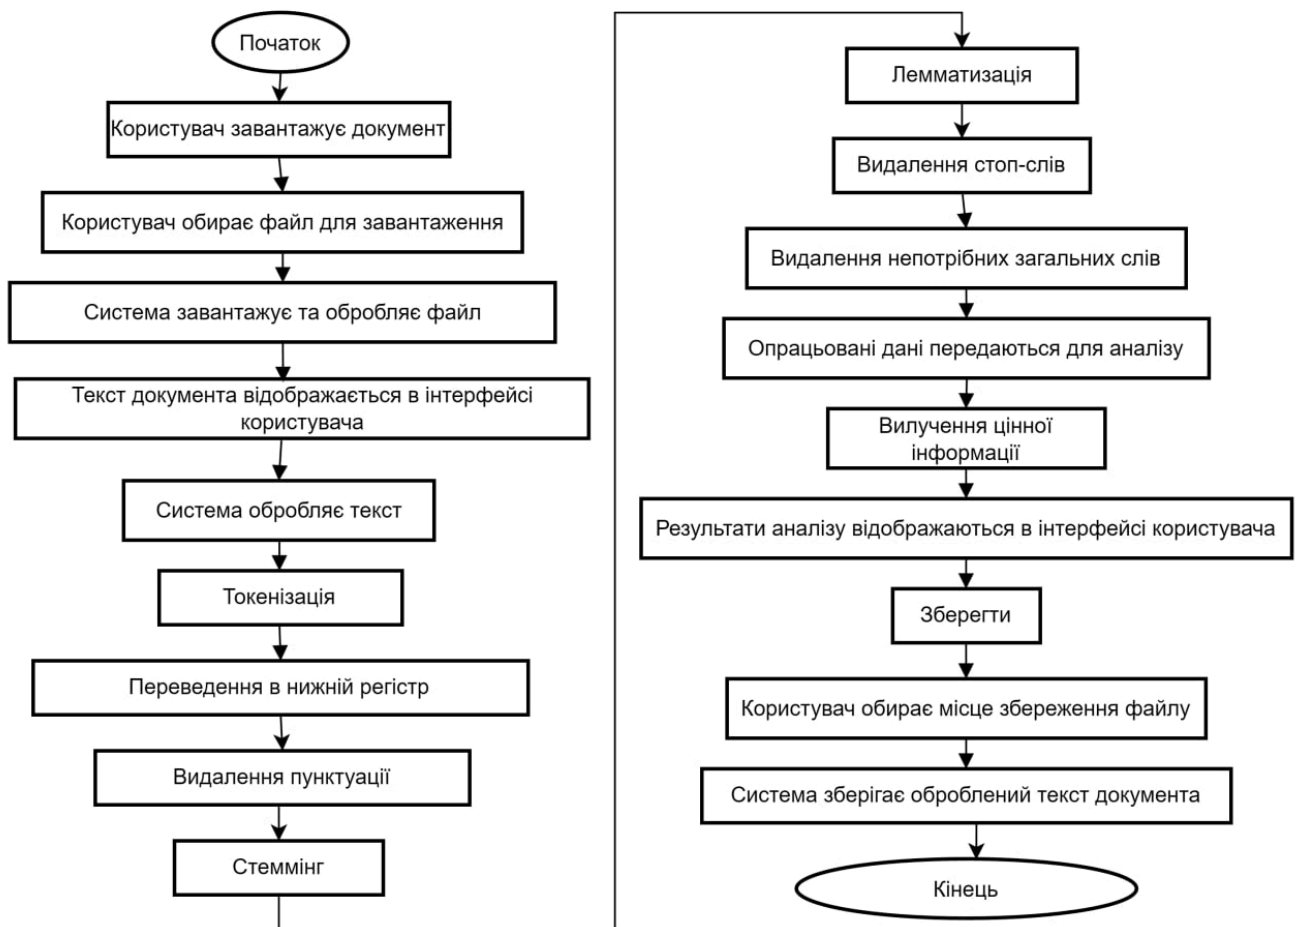 Початок
Користувач завантажує документ
Користувач обирає файл для завантаження
Система завантажує та обробляє файл
Текст документа відображається в інтерфейсі
користувача
Система обробляє текст
Токенізація
Переведення в нижній регістр
Видалення пунктуації
Стеммінг
Лемматизація
Видалення стоп-слів
Видалення непотрібних загальних слів
Опрацьовані дані передаються для аналізу
Вилучення цінної
інформації
Результати аналізу відображаються в інтерфейсі користувача
Зберегти
Користувач обирає місце збереження файлу
Система зберігає оброблений текст документа
Кінець